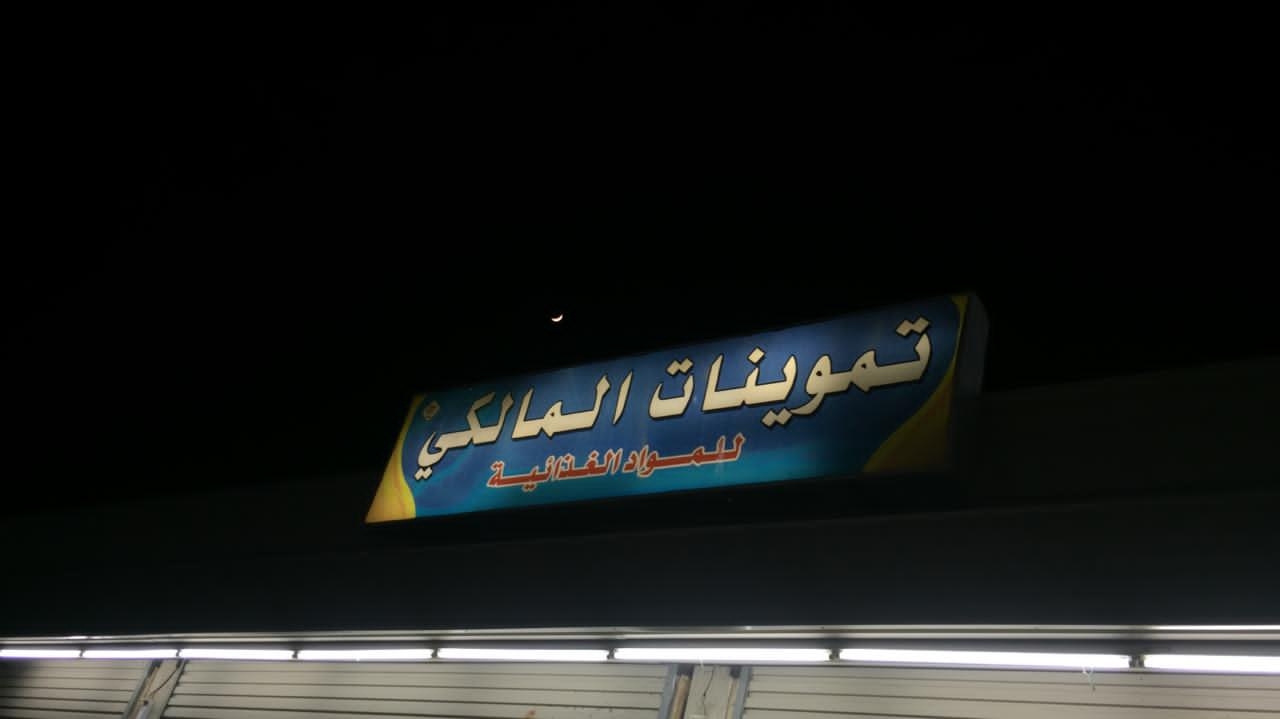 تموينات المالكي
للمواد الغذائية